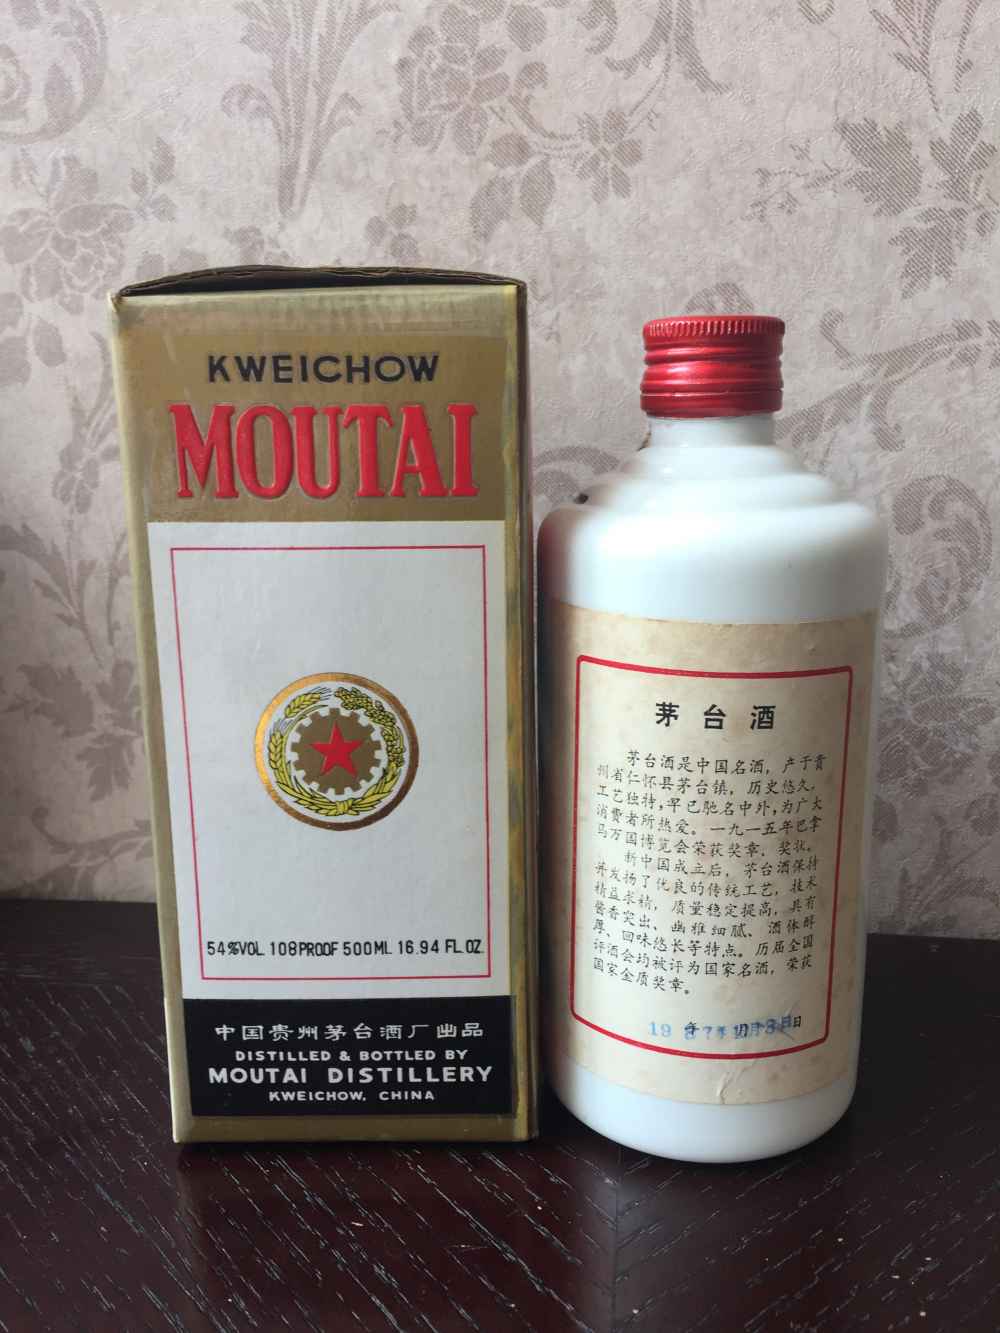 KWEICHOW
MOUTAI
54%VOL 108PROOF 500ML 16.94 FL.OZ.
中国贵州茅台酒厂出品
DISTILLED & BOTTLED BY
MOUTAI DISTILLERY
KWEICHOW, CHINA
茅台酒
茅台酒是中国名酒，产于贵
州省仁怀县茅台镇，历史悠久，
工艺独特，早已驰名中外，为广大
消费者所热爱。一九一五年巴拿
马万国博览会荣获奖章、奖状。
新中国成立后，茅台酒保持
并发扬了优良的传统工艺，技术
精益求精，质量稳定提高，具有
酱香突出、幽雅细腻、酒体醇
厚、回味悠长等特点。历届全国
评酒会均被评为国家名酒，荣获
国家金质奖章。
19 年 月 日